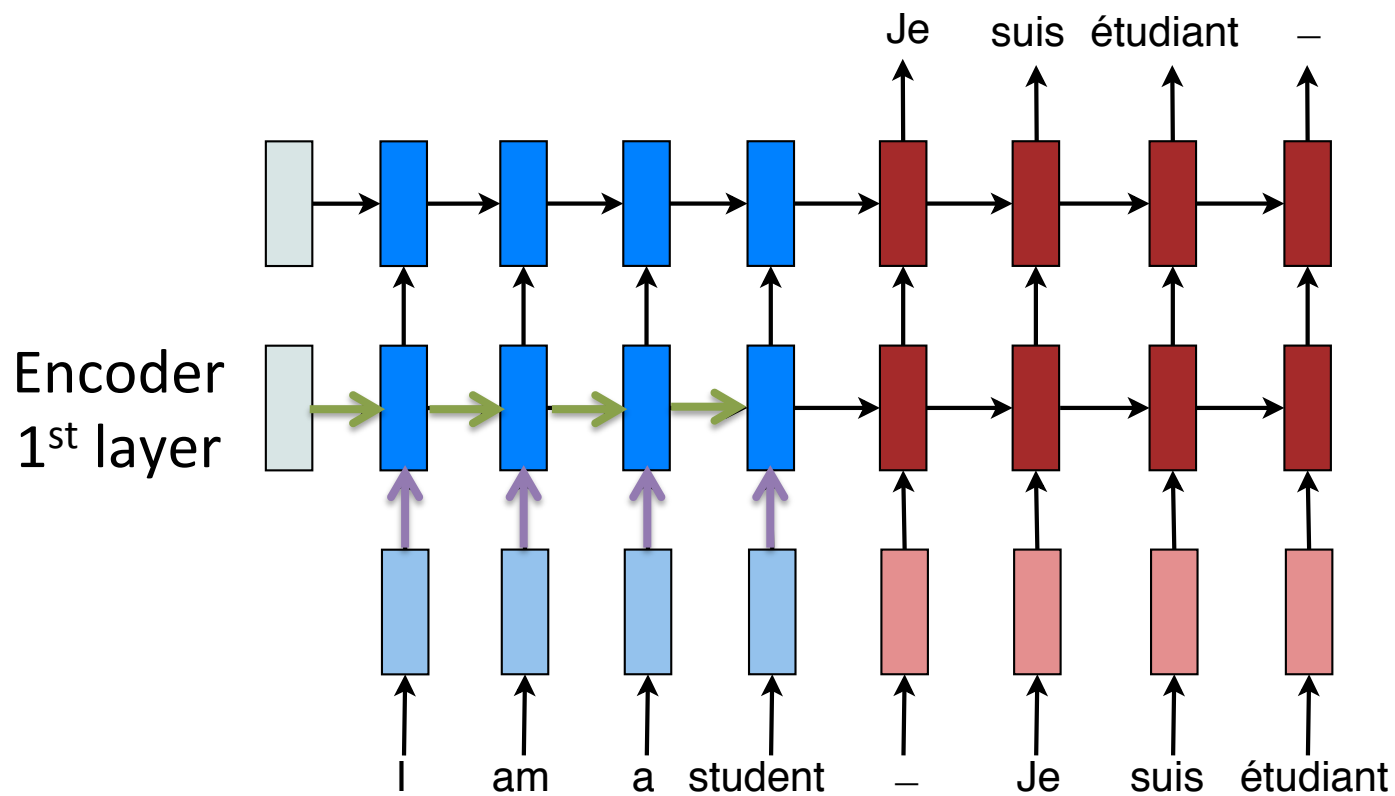 Je suis étudiant –
Encoder
1st layer
I am a student – Je suis étudiant